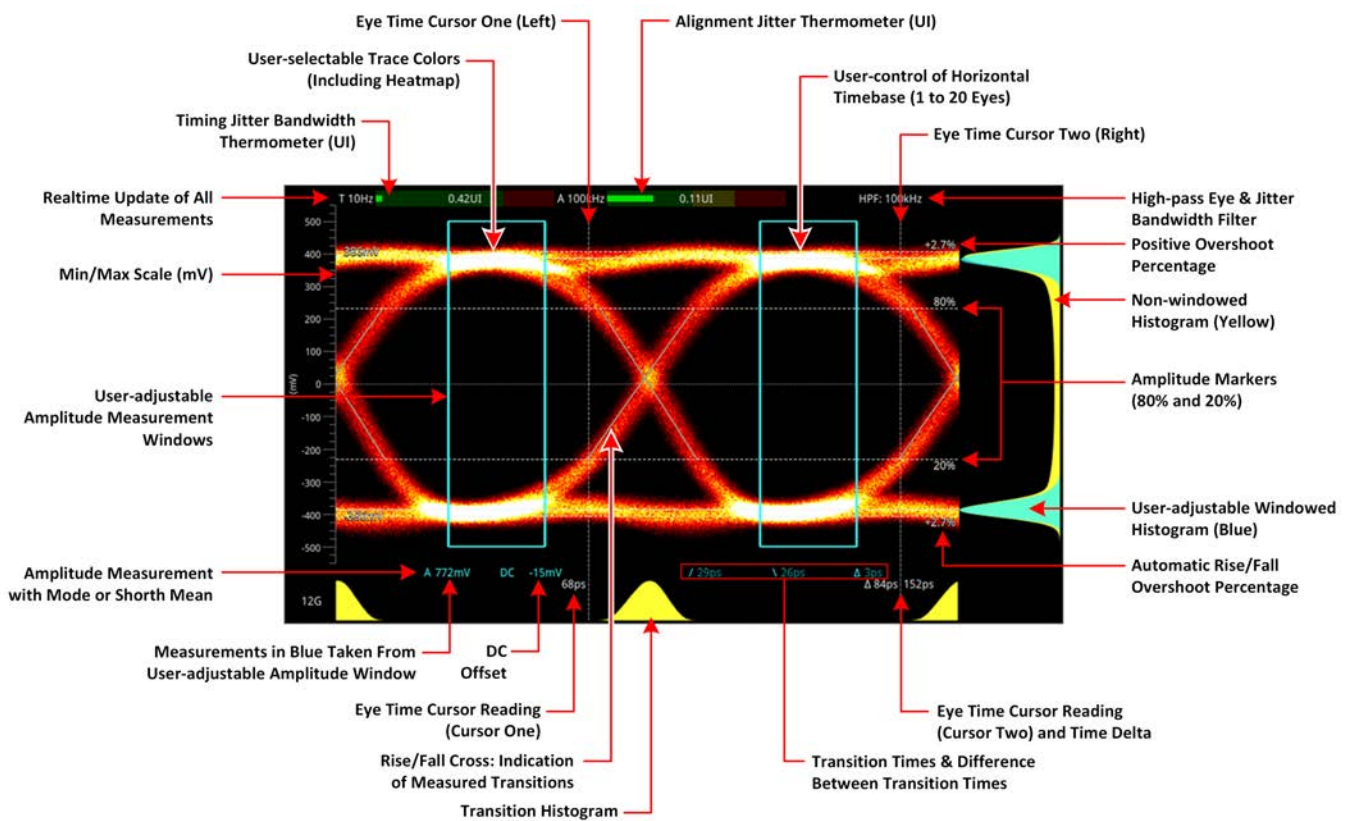 Eye Time Cursor One (Left)
Alignment Jitter Thermometer (UI)
User-selectable Trace Colors
(Including Heatmap)
User-control of Horizontal
Timebase (1 to 20 Eyes)
Timing Jitter Bandwidth
Thermometer (UI)
Eye Time Cursor Two (Right)
Realtime Update of All
Measurements
T 10Hz
0.42UI
A 100kHz
0.11UI
HPF: 100kHz
High-pass Eye & Jitter
Bandwidth Filter
500
+2.7%
Positive Overshoot
Percentage
400
386mV
Min/Max Scale (mV)
300
80%
Non-windowed
Histogram (Yellow)
200
100
(mV)
0
User-adjustable
Amplitude Measurement
Windows
Amplitude Markers
(80% and 20%)
-100
-200
20%
-300
-400
+2.7%
User-adjustable Windowed
Histogram (Blue)
-500
Automatic Rise/Fall
Overshoot Percentage
Amplitude Measurement
with Mode or Shorth Mean
A 772mV
DC
-15mV
68ps
/ 29ps
\ 26ps
Δ 3ps
Δ 84ps
152ps
12G
Measurements in Blue Taken From
User-adjustable Amplitude Window
DC
Offset
Eye Time Cursor Reading
(Cursor One)
Eye Time Cursor Reading
(Cursor Two) and Time Delta
Rise/Fall Cross: Indication
of Measured Transitions
Transition Times & Difference
Between Transition Times
Transition Histogram